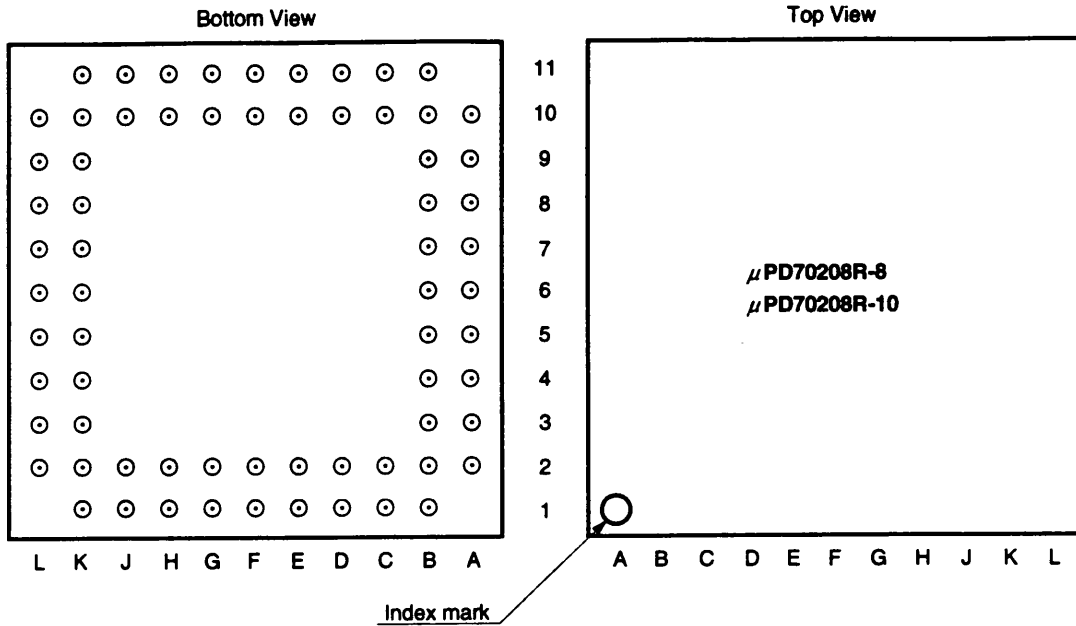 Bottom View
Top View
11
10
9
8
7
6
5
4
3
2
1
μPD70208R-8
μPD70208R-10
L K J H G F E D C B A
A B C D E F G H J K L
Index mark